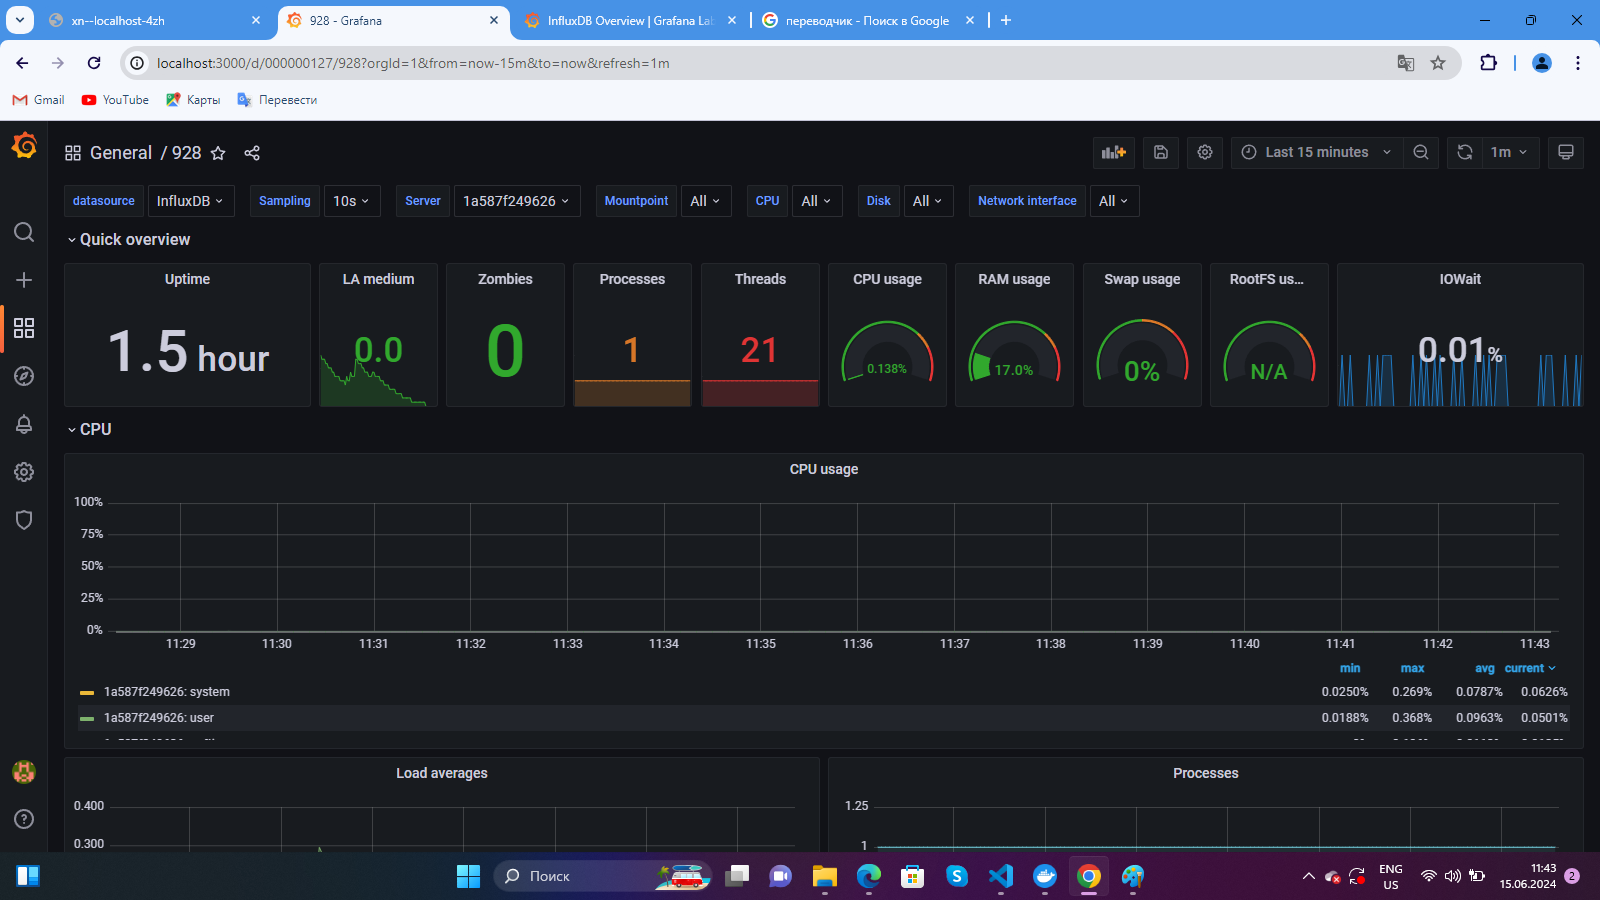 xn--localhost-4zh
928 - Grafana
InfluxDB Overview | Grafana Lab
переводчик - Поиск в Google
localhost:3000/d/000000127/928?orgId=1&from=now-15m&to=now&refresh=1m
Gmail
YouTube
Карты
Перевести
General / 928
Last 15 minutes
1m
datasource
InfluxDB
Sampling
10s
Server
1a587f249626
Mountpoint
All
CPU
All
Disk
All
Network interface
All
Quick overview
Uptime
1.5 hour
LA medium
0.0
Zombies
0
Processes
1
Threads
21
CPU usage
0.138%
RAM usage
17.0%
Swap usage
0%
RootFS us...
N/A
IOWait
0.01%
CPU
CPU usage
100%
75%
50%
25%
0%
11:29 11:30 11:31 11:32 11:33 11:34 11:35 11:36 11:37 11:38 11:39 11:40 11:41 11:42 11:43
min max avg current
1a587f249626: system 0.0250% 0.269% 0.0787% 0.0626%
1a587f249626: user 0.0188% 0.368% 0.0963% 0.0501%
Load averages
0.400
0.300
Processes
1.25
1
Поиск
ENG
US
11:43
15.06.2024
2